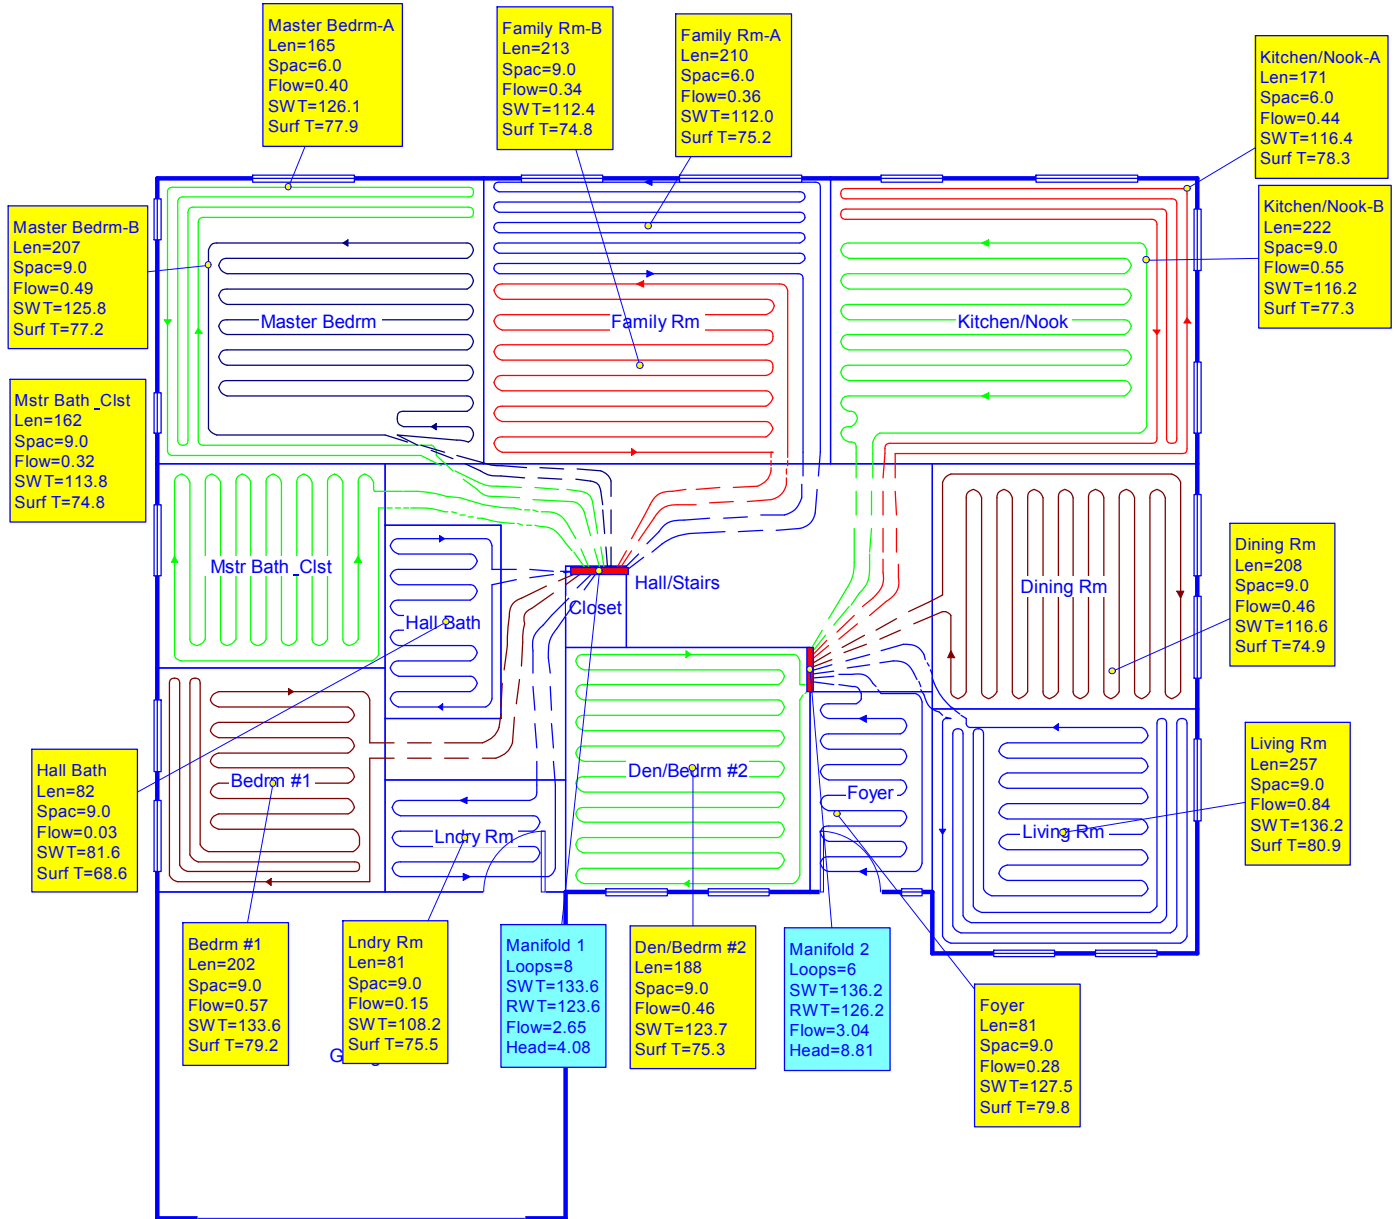 Master Bedrm-A
Len=165
Spac=6.0
Flow=0.40
SWT=126.1
Surf T=77.9
Family Rm-B
Len=213
Spac=9.0
Flow=0.34
SWT=112.4
Surf T=74.8
Family Rm-A
Len=210
Spac=6.0
Flow=0.36
SWT=112.0
Surf T=75.2
Kitchen/Nook-A
Len=171
Spac=6.0
Flow=0.44
SWT=116.4
Surf T=78.3
Master Bedrm-B
Len=207
Spac=9.0
Flow=0.49
SWT=125.8
Surf T=77.2
Kitchen/Nook-B
Len=222
Spac=9.0
Flow=0.55
SWT=116.2
Surf T=77.3
Master Bedrm
Family Rm
Kitchen/Nook
Mstr Bath _Clst
Len=162
Spac=9.0
Flow=0.32
SWT=113.8
Surf T=74.8
Mstr Bath _Clst
Hall Bath
Closet
Hall/Stairs
Dining Rm
Dining Rm
Len=208
Spac=9.0
Flow=0.46
SWT=116.6
Surf T=74.9
Hall Bath
Len=82
Spac=9.0
Flow=0.03
SWT=81.6
Surf T=68.6
Bedrm #1
Lndry Rm
Den/Bedrm #2
Foyer
Living Rm
Living Rm
Len=257
Spac=9.0
Flow=0.84
SWT=136.2
Surf T=80.9
Bedrm #1
Len=202
Spac=9.0
Flow=0.57
SWT=133.6
Surf T=79.2
Lndry Rm
Len=81
Spac=9.0
Flow=0.15
SWT=108.2
Surf T=75.5
Manifold 1
Loops=8
SWT=133.6
RWT=123.6
Flow=2.65
Head=4.08
Den/Bedrm #2
Len=188
Spac=9.0
Flow=0.46
SWT=123.7
Surf T=75.3
Manifold 2
Loops=6
SWT=136.2
RWT=126.2
Flow=3.04
Head=8.81
Foyer
Len=81
Spac=9.0
Flow=0.28
SWT=127.5
Surf T=79.8